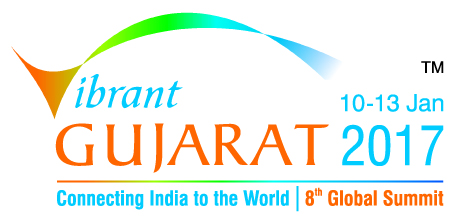 TM
Vibrant
10-13 Jan
GUJARAT 2017
Connecting India to the World | 8th Global Summit